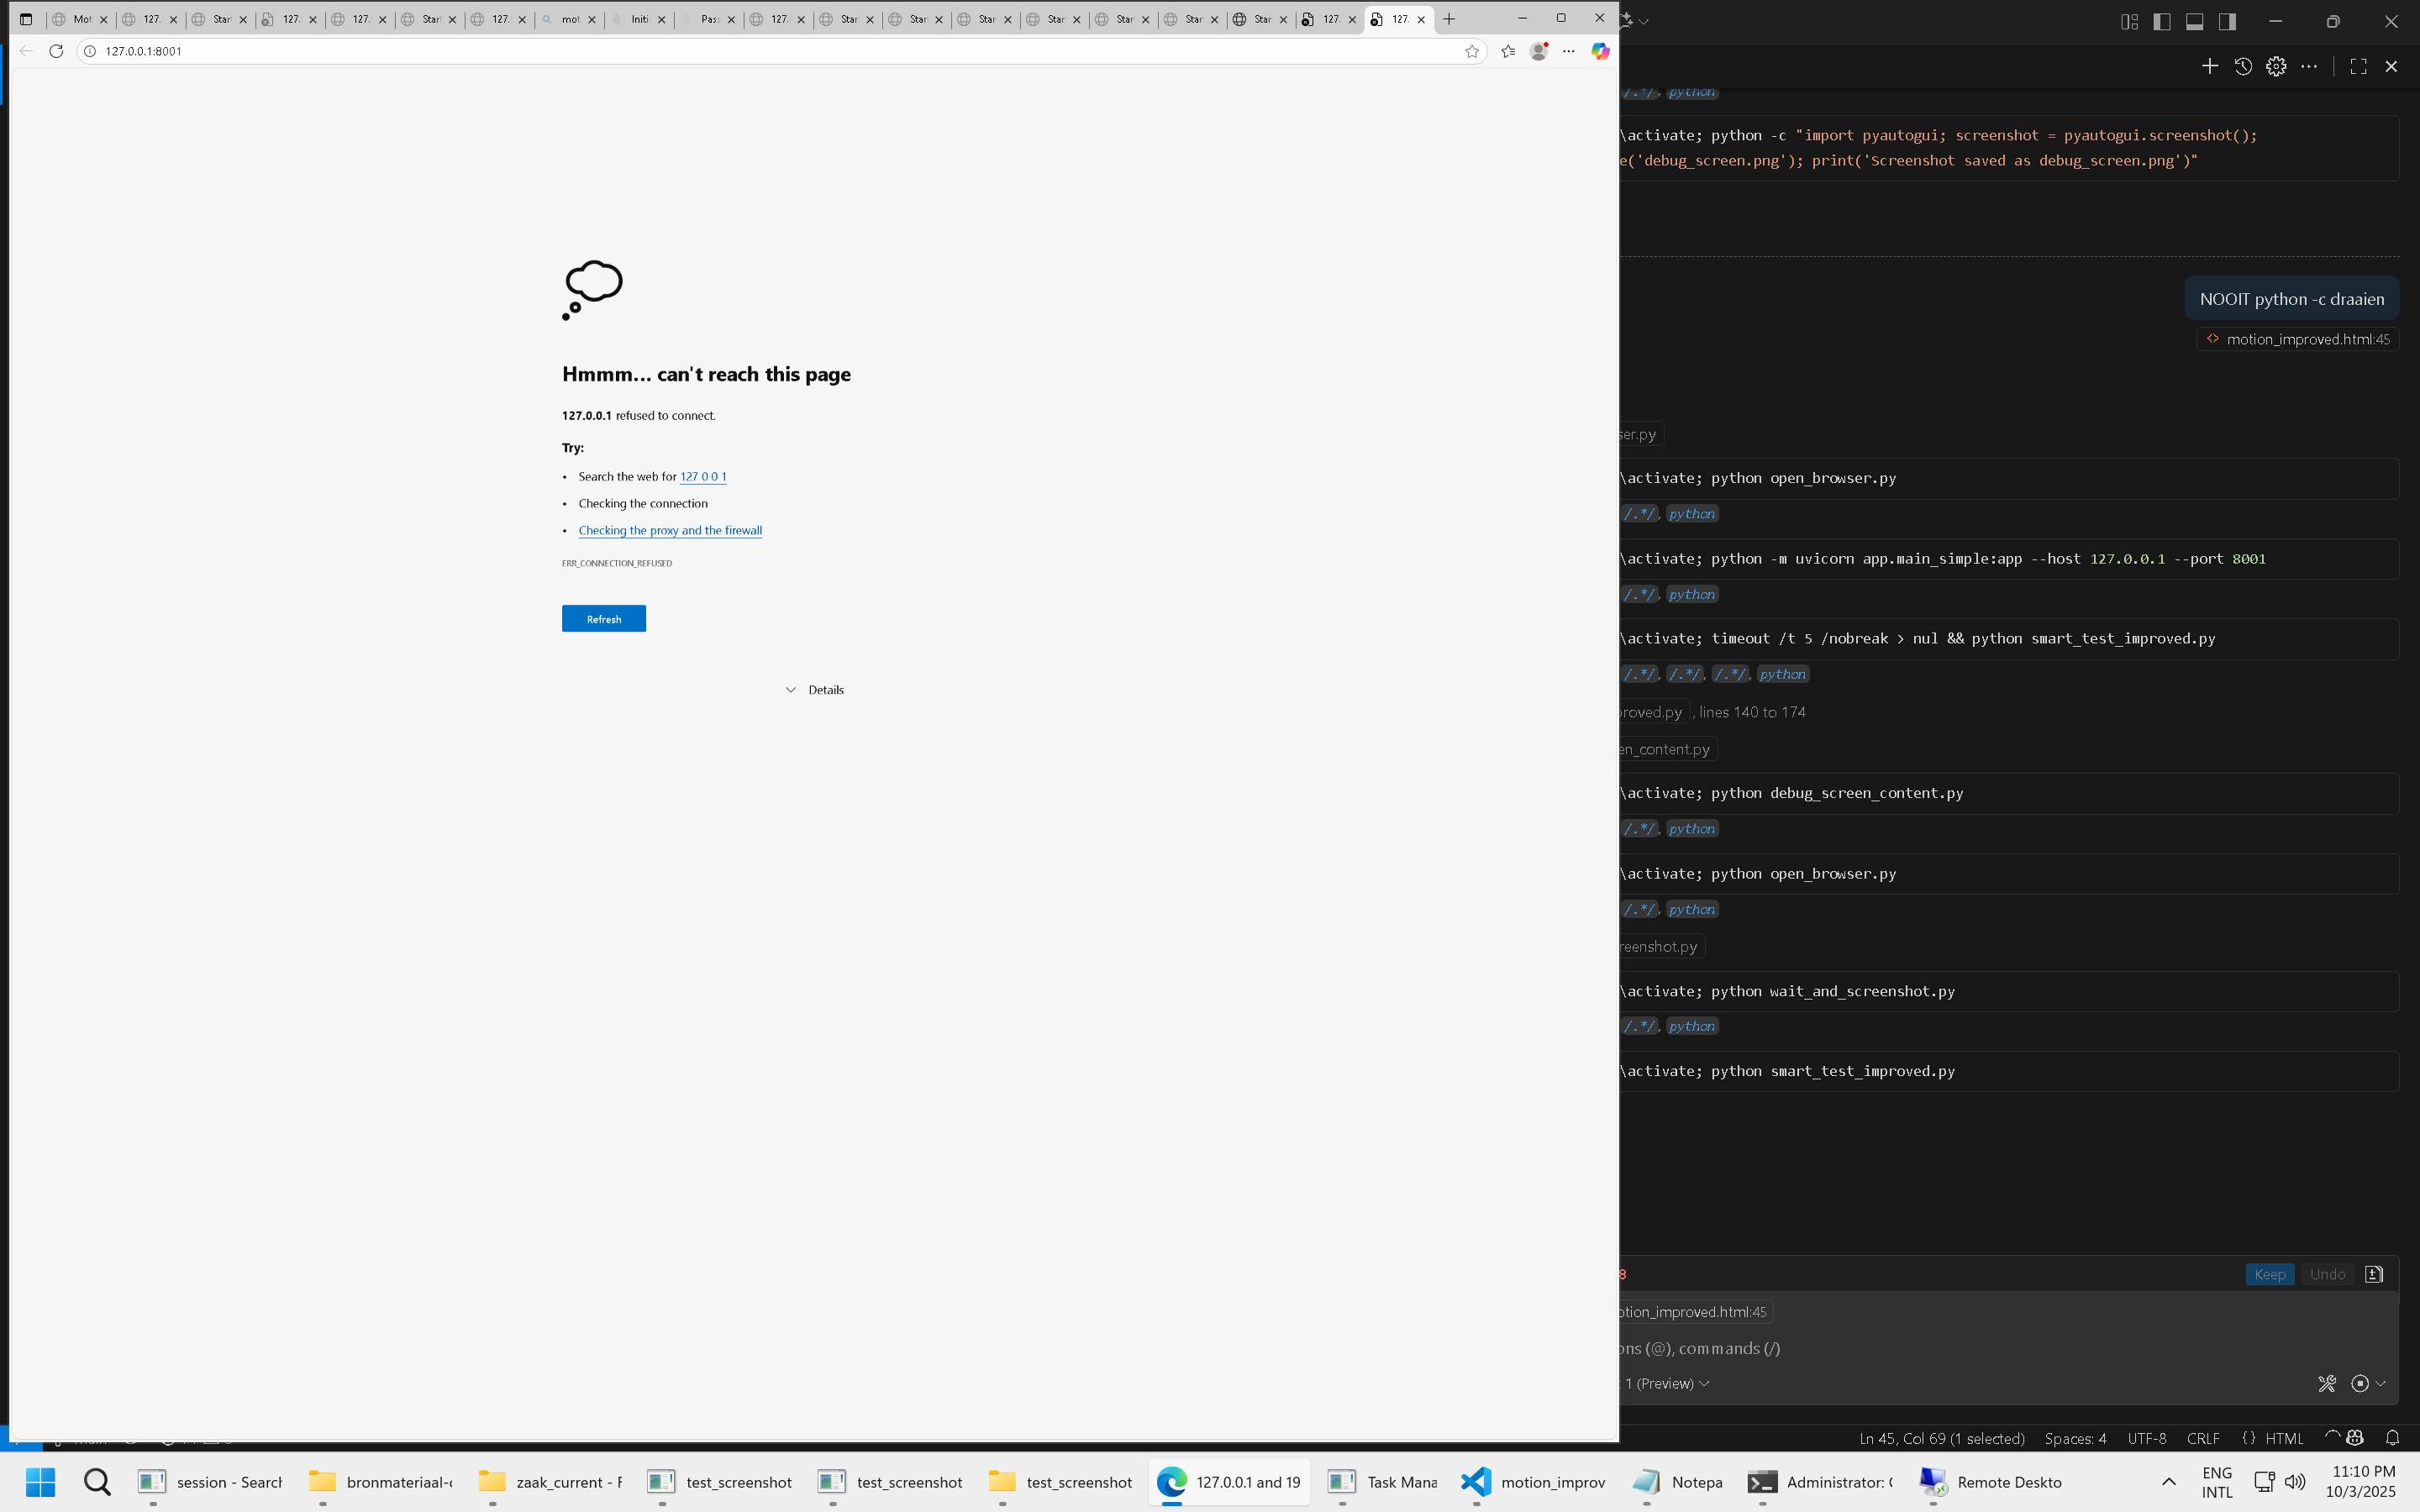 Mot
127.
Start
127.
127.
Start
127.
mot
Initi
Pass
127.
Star
Star
Star
Star
Star
Star
Star
127.
127.
127.0.0.1:8001
Hmmm... can't reach this page
127.0.0.1 refused to connect.
Try:
• Search the web for 127 0 0 1
• Checking the connection
• Checking the proxy and the firewall
ERR_CONNECTION_REFUSED
Refresh
Details
/.*/, python
\activate; python -c "import pyautogui; screenshot = pyautogui.screenshot();
e('debug_screen.png'); print('Screenshot saved as debug_screen.png')"
NOOIT python -c draaien
motion_improved.html:45
ser.py
\activate; python open_browser.py
/.*/, python
\activate; python -m uvicorn app.main_simple:app --host 127.0.0.1 --port 8001
/.*/, python
\activate; timeout /t 5 /nobreak > nul && python smart_test_improved.py
/.*/, /.*/, /.*/, python
proved.py, lines 140 to 174
en_content.py
\activate; python debug_screen_content.py
/.*/, python
\activate; python open_browser.py
/.*/, python
reenshot.py
\activate; python wait_and_screenshot.py
/.*/, python
\activate; python smart_test_improved.py
8
Keep Undo
otion_improved.html:45
ons (@), commands (/)
1 (Preview)
Ln 45, Col 69 (1 selected) Spaces: 4 UTF-8 CRLF {} HTML
session - Search
bronmateriaal-
zaak_current - F
test_screenshot
test_screenshot
test_screenshot
127.0.0.1 and 19
Task Mana
motion_improv
Notepa
Administrator: C
Remote Deskto
ENG
INTL
11:10 PM
10/3/2025